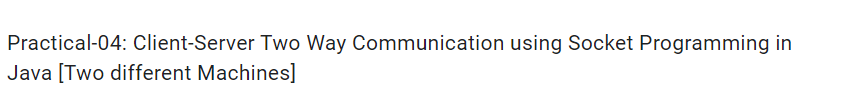 Practical-04: Client-Server Two Way Communication using Socket Programming in
Java [Two different Machines]